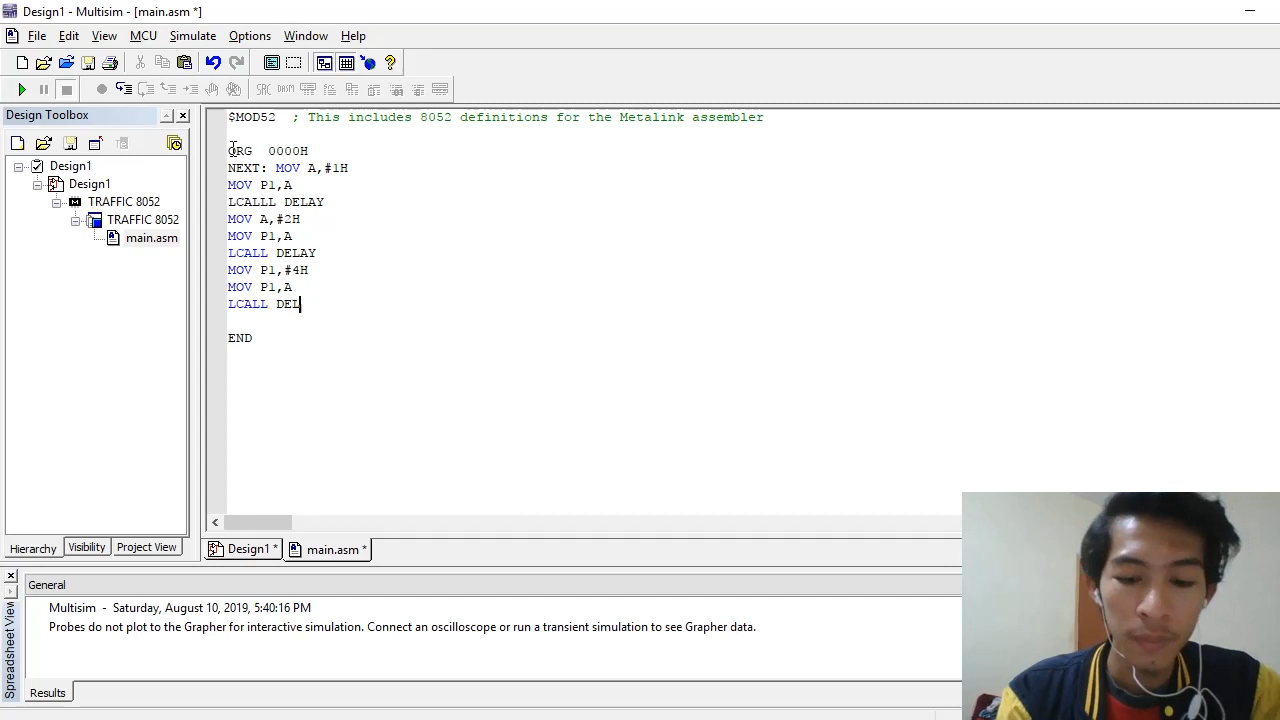 Design1 - Multisim - [main.asm *]
File Edit View MCU Simulate Options Window Help
SRC DASM
Design Toolbox
Design1
Design1
TRAFFIC 8052
TRAFFIC 8052
main.asm
Hierarchy Visibility Project View
$MOD52 ; This includes 8052 definitions for the Metalink assembler
ORG 0000H
NEXT: MOV A,#1H
MOV P1,A
LCALLL DELAY
MOV A,#2H
MOV P1,A
LCALL DELAY
MOV P1,#4H
MOV P1,A
LCALL DEL
END
Design1 * main.asm *
Spreadsheet View
General
Multisim - Saturday, August 10, 2019, 5:40:16 PM
Probes do not plot to the Grapher for interactive simulation. Connect an oscilloscope or run a transient simulation to see Grapher data.
Results